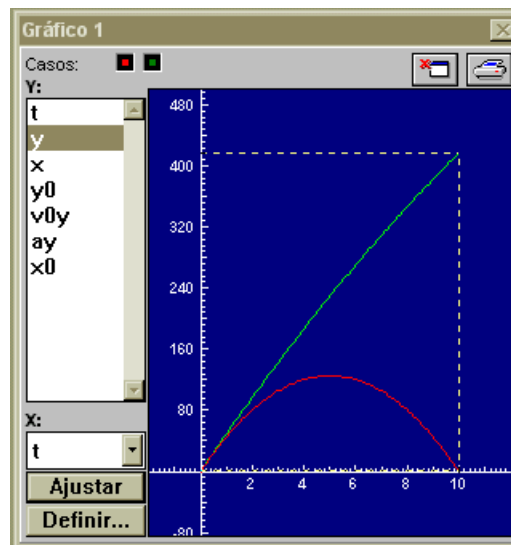 Gráfico 1
Casos:
Y:
t
y
x
y0
v0y
ay
x0
X:
t
Ajustar
Definir...
480
400
320
240
160
80
-80
2 4 6 8 10